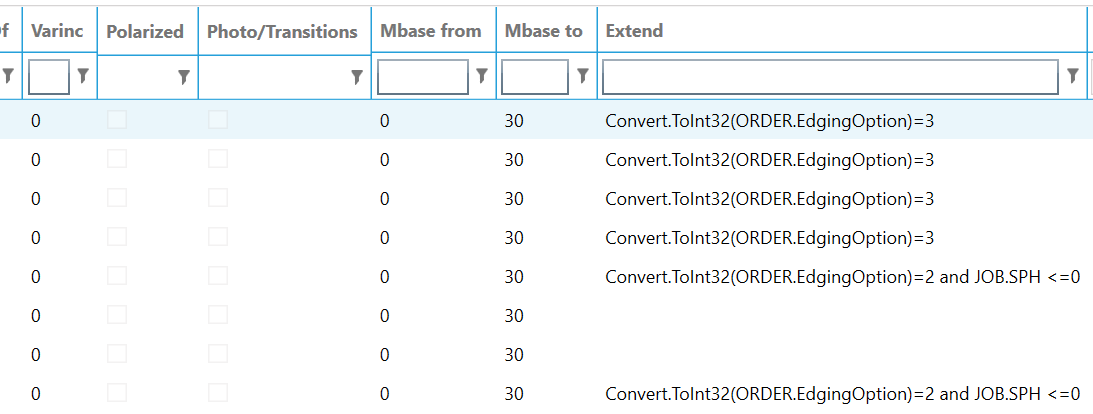 Of Varinc Polarized Photo/Transitions Mbase from Mbase to Extend
0 0 30 Convert.ToInt32(ORDER.EdgingOption)=3
0 0 30 Convert.ToInt32(ORDER.EdgingOption)=3
0 0 30 Convert.ToInt32(ORDER.EdgingOption)=3
0 0 30 Convert.ToInt32(ORDER.EdgingOption)=3
0 0 30 Convert.ToInt32(ORDER.EdgingOption)=2 and JOB.SPH <=0
0 0 30
0 0 30
0 0 30 Convert.ToInt32(ORDER.EdgingOption)=2 and JOB.SPH <=0